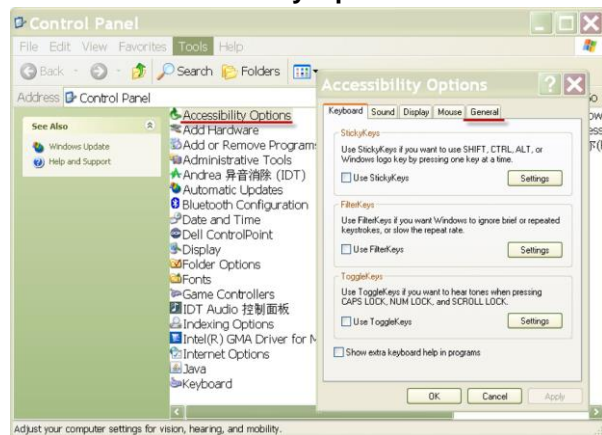 Control Panel
File Edit View Favorites Tools Help
Back Search Folders
Address Control Panel
See Also
Windows Update
Help and Support
Accessibility Options
Add Hardware
Add or Remove Programs
Administrative Tools
Andrea 异音消除 (IDT)
Automatic Updates
Bluetooth Configuration
Date and Time
Dell ControlPoint
Display
Folder Options
Fonts
Game Controllers
IDT Audio 控制面板
Indexing Options
Intel(R) GMA Driver for M
Internet Options
Java
Keyboard
Accessibility Options
Keyboard Sound Display Mouse General
StickyKeys
Use StickyKeys if you want to use SHIFT, CTRL, ALT, or
Windows logo key by pressing one key at a time.
Use StickyKeys Settings
FilterKeys
Use FilterKeys if you want Windows to ignore brief or repeated
keystrokes, or slow the repeat rate.
Use FilterKeys Settings
ToggleKeys
Use ToggleKeys if you want to hear tones when pressing
CAPS LOCK, NUM LOCK, and SCROLL LOCK.
Use ToggleKeys Settings
Show extra keyboard help in programs
OK Cancel Apply
Adjust your computer settings for vision, hearing, and mobility.